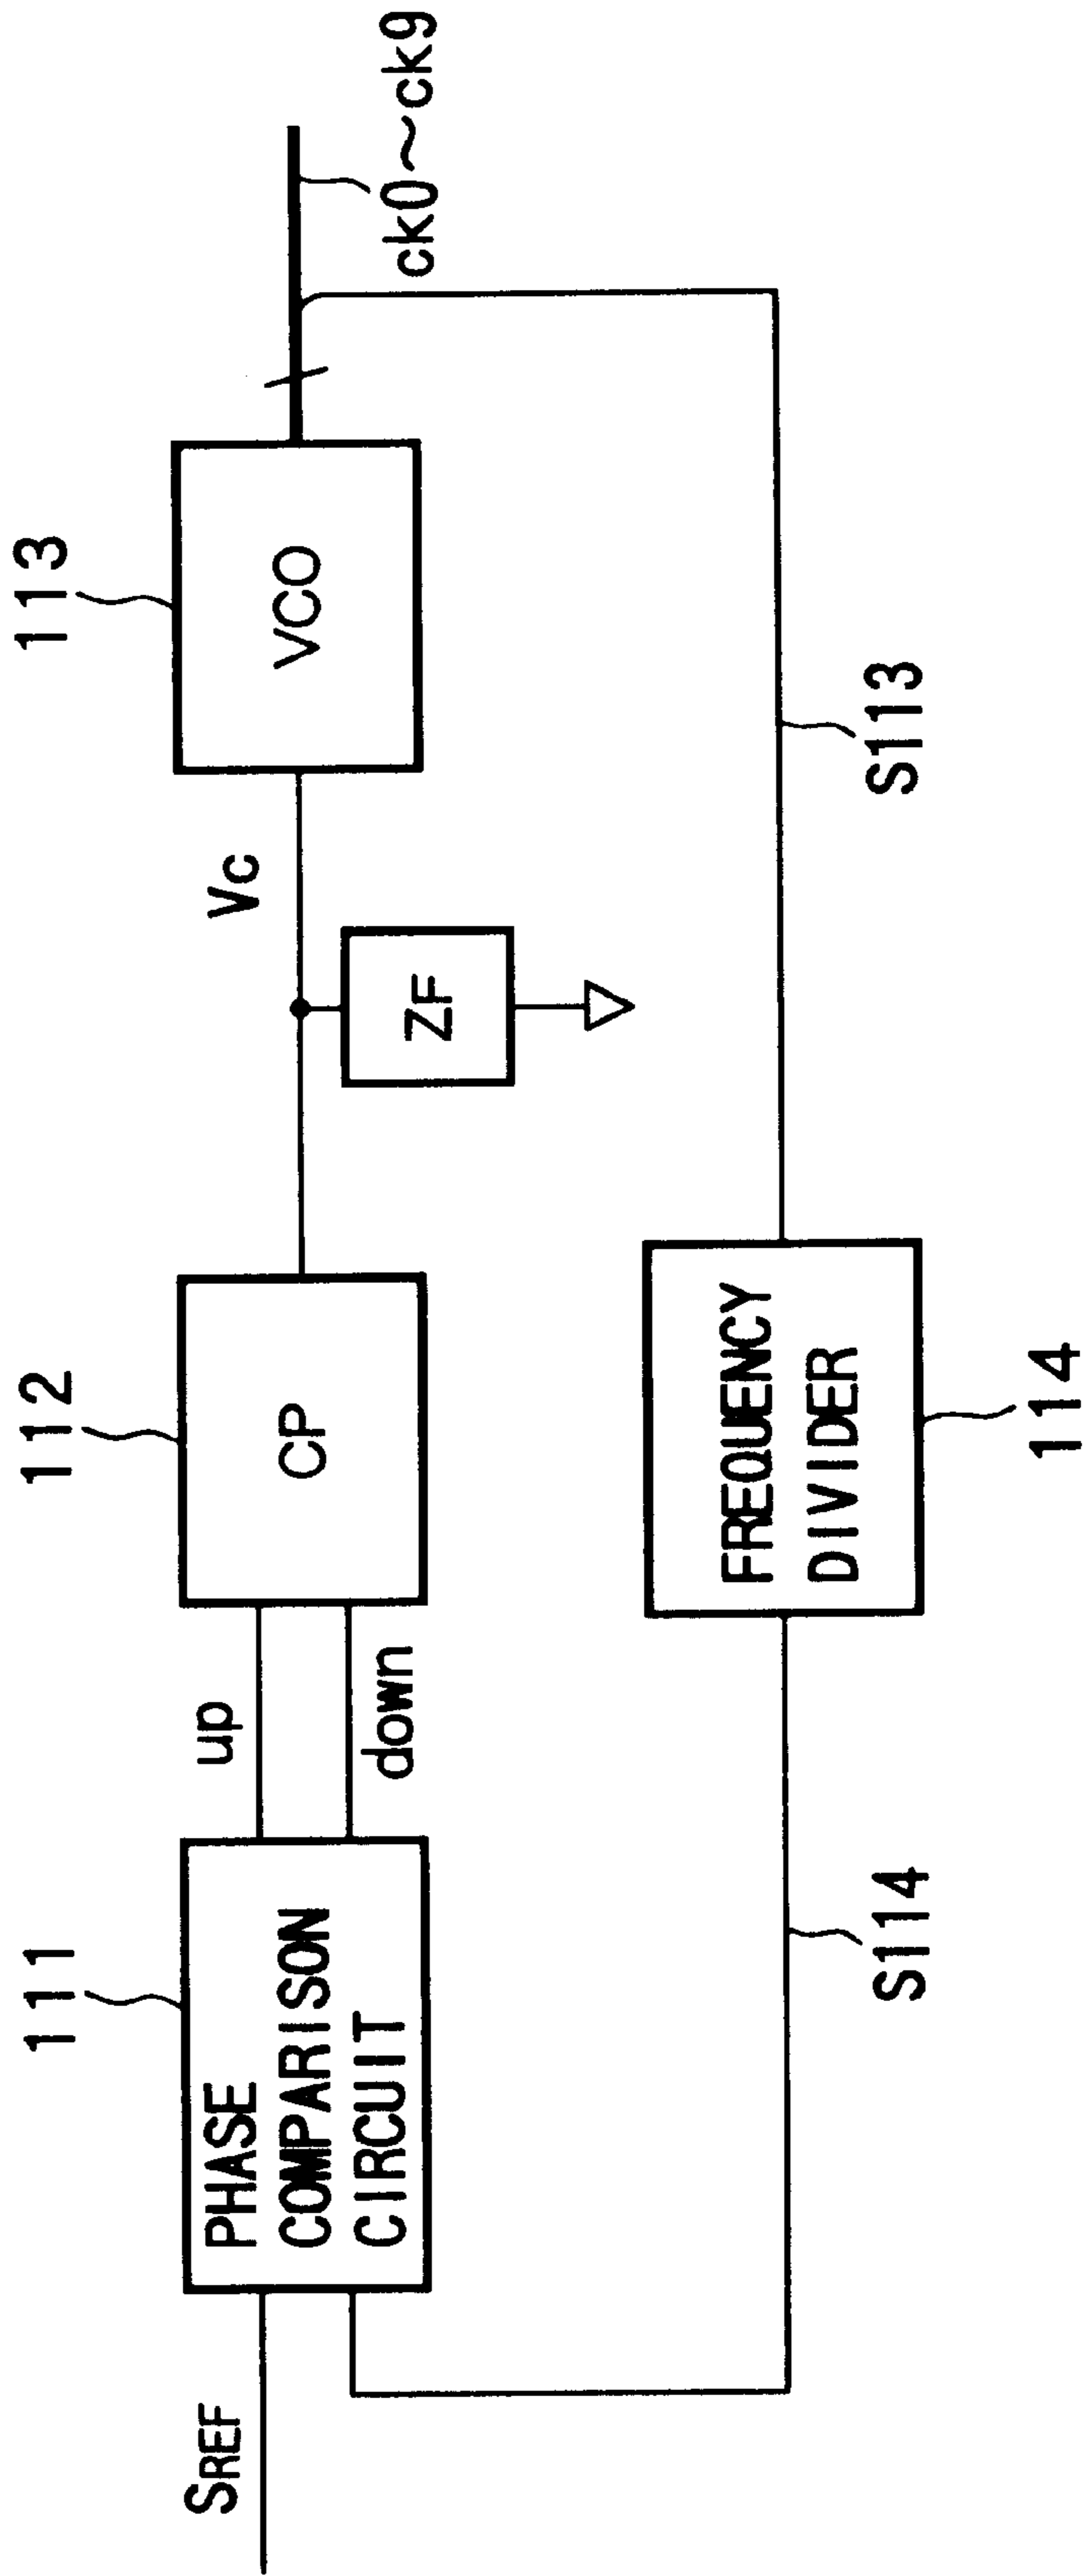 111
112
113
SREF
PHASE
COMPARISON
CIRCUIT
up
down
CP
Vc
ZF
VCO
ck0~ck9
S114
FREQUENCY
DIVIDER
114
S113